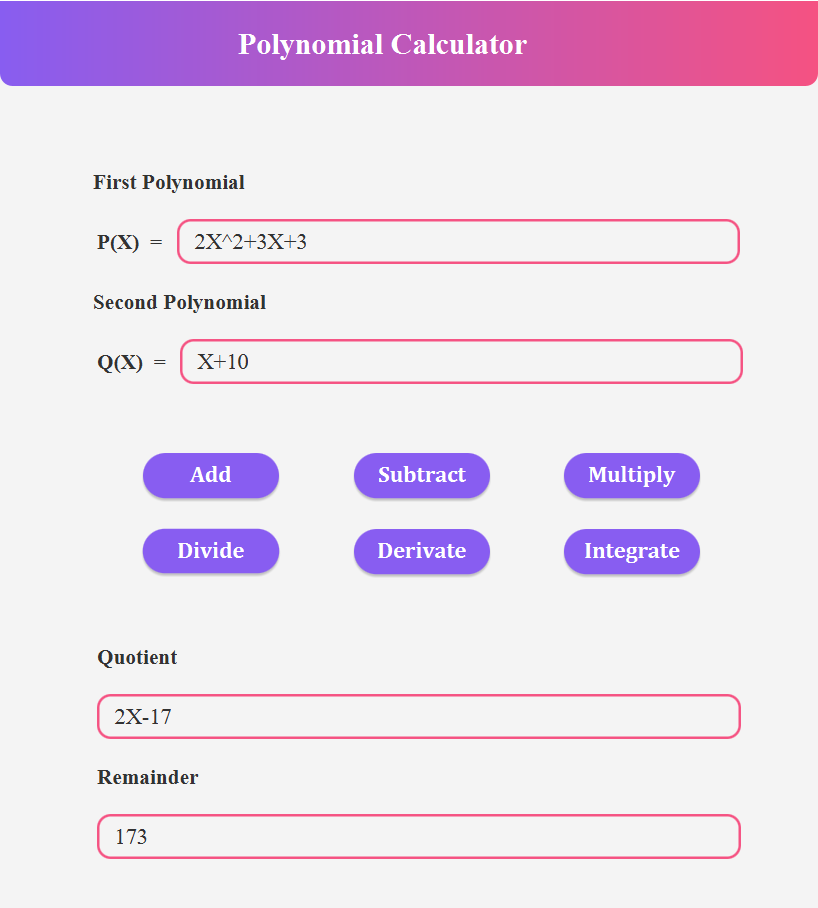 Polynomial Calculator
First Polynomial
P(X) = 2X^2+3X+3
Second Polynomial
Q(X) = X+10
Add Subtract Multiply
Divide Derivate Integrate
Quotient
2X-17
Remainder
173